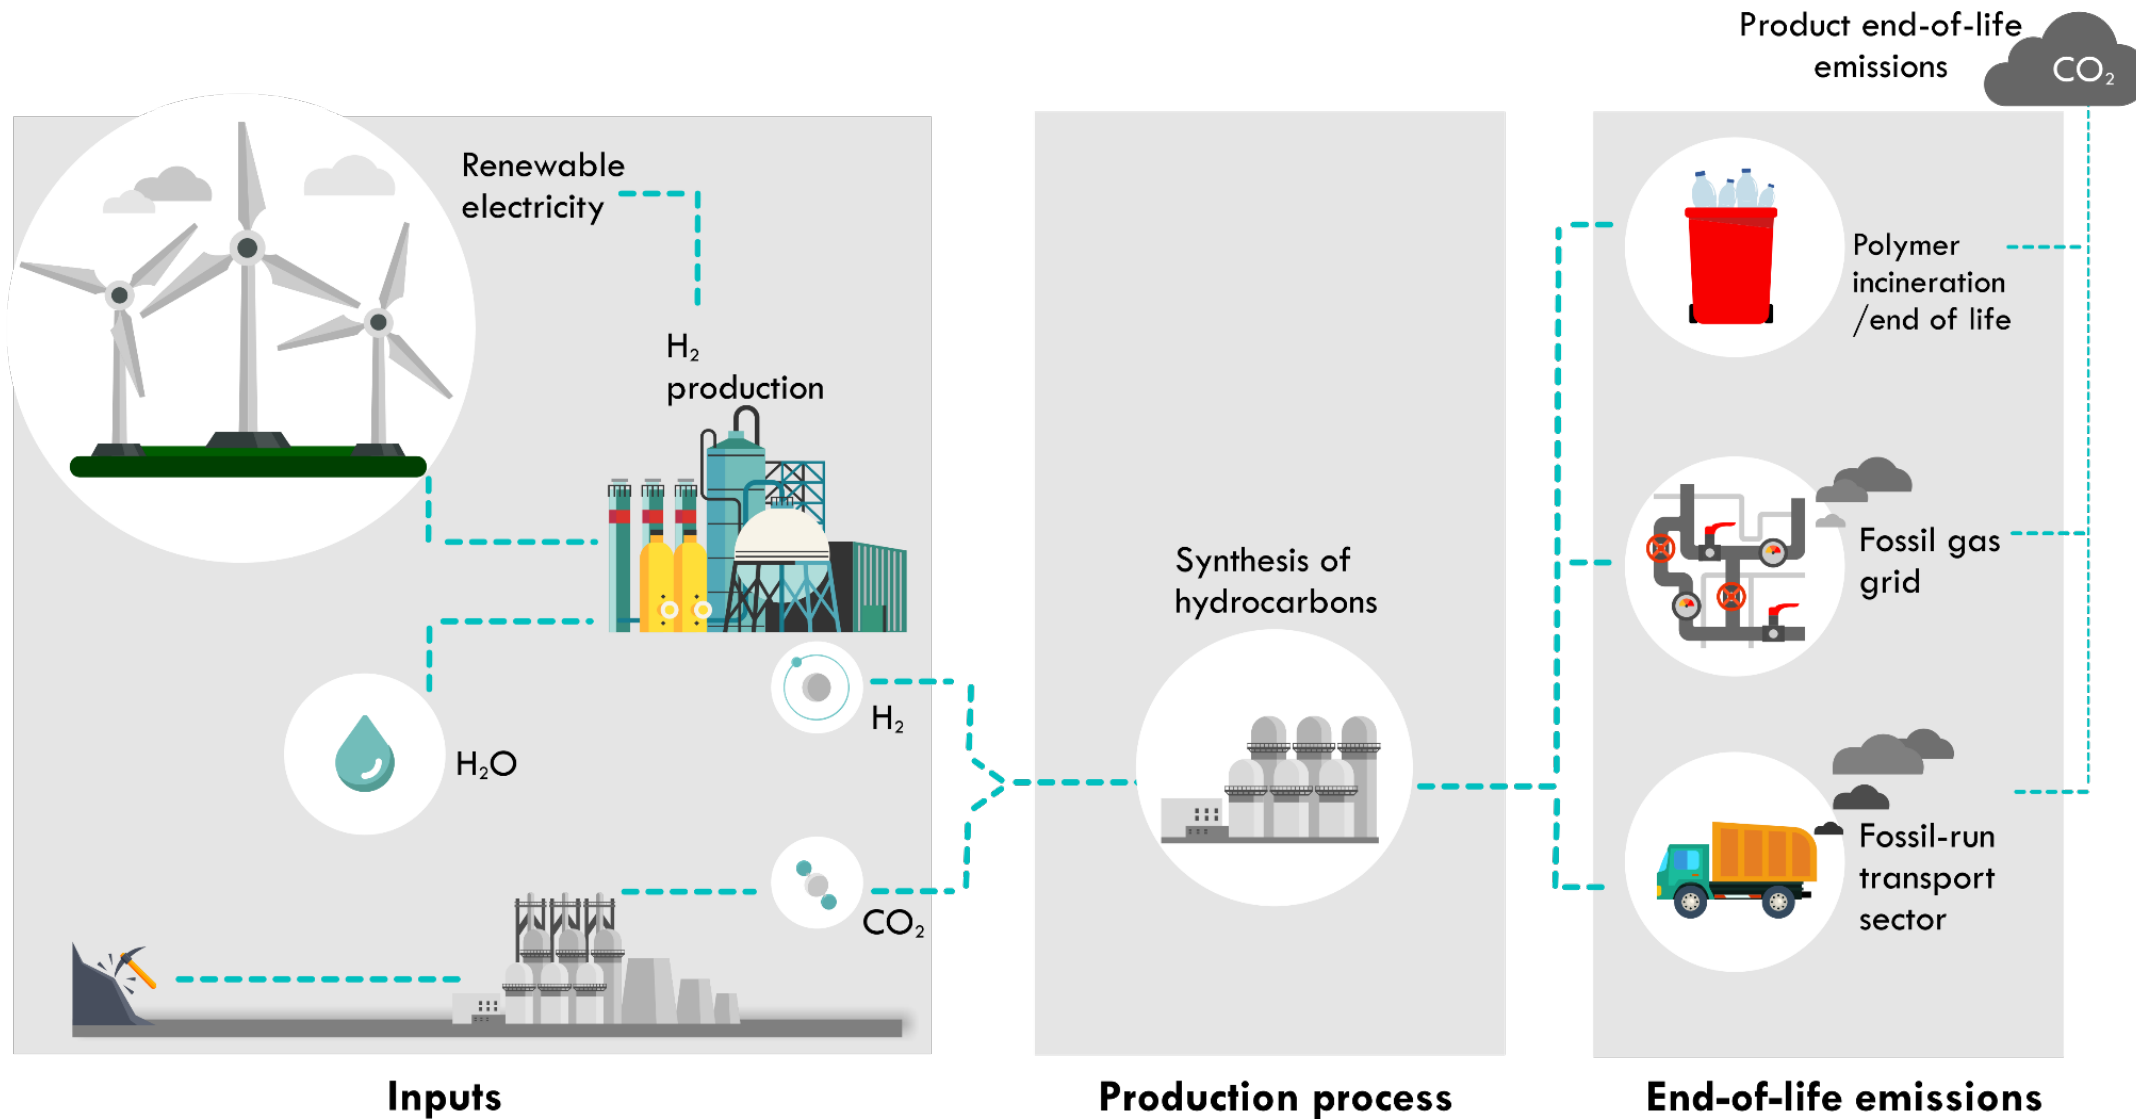 Product end-of-life
emissions
CO₂
Renewable
electricity
H₂
production
H₂O
H₂
CO₂
Inputs
Synthesis of
hydrocarbons
Production process
Polymer
incineration
/end of life
Fossil gas
grid
Fossil-run
transport
sector
End-of-life emissions